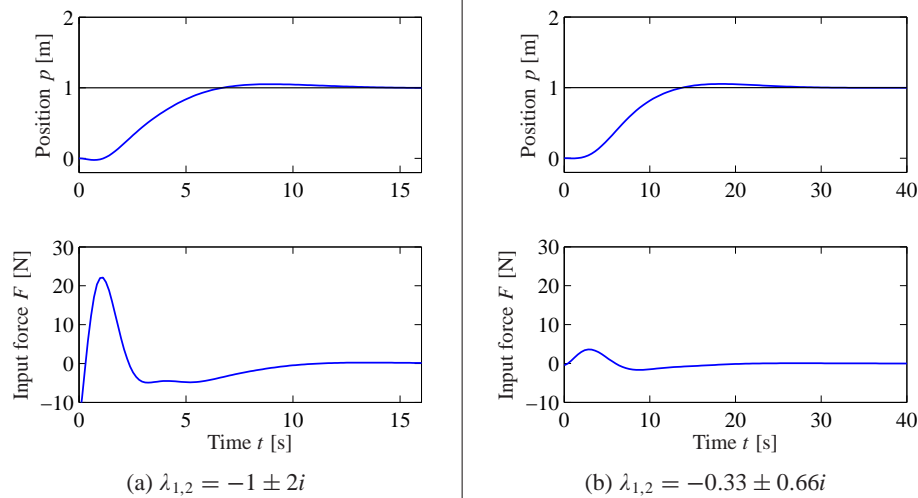 Position p [m]
2
1
0
0 5 10 15
Input force F [N]
30
20
10
0
−10
0 5 10 15
Time t [s]
(a) λ1,2 = −1 ± 2i
Position p [m]
2
1
0
0 10 20 30 40
Input force F [N]
30
20
10
0
−10
0 10 20 30 40
Time t [s]
(b) λ1,2 = −0.33 ± 0.66i